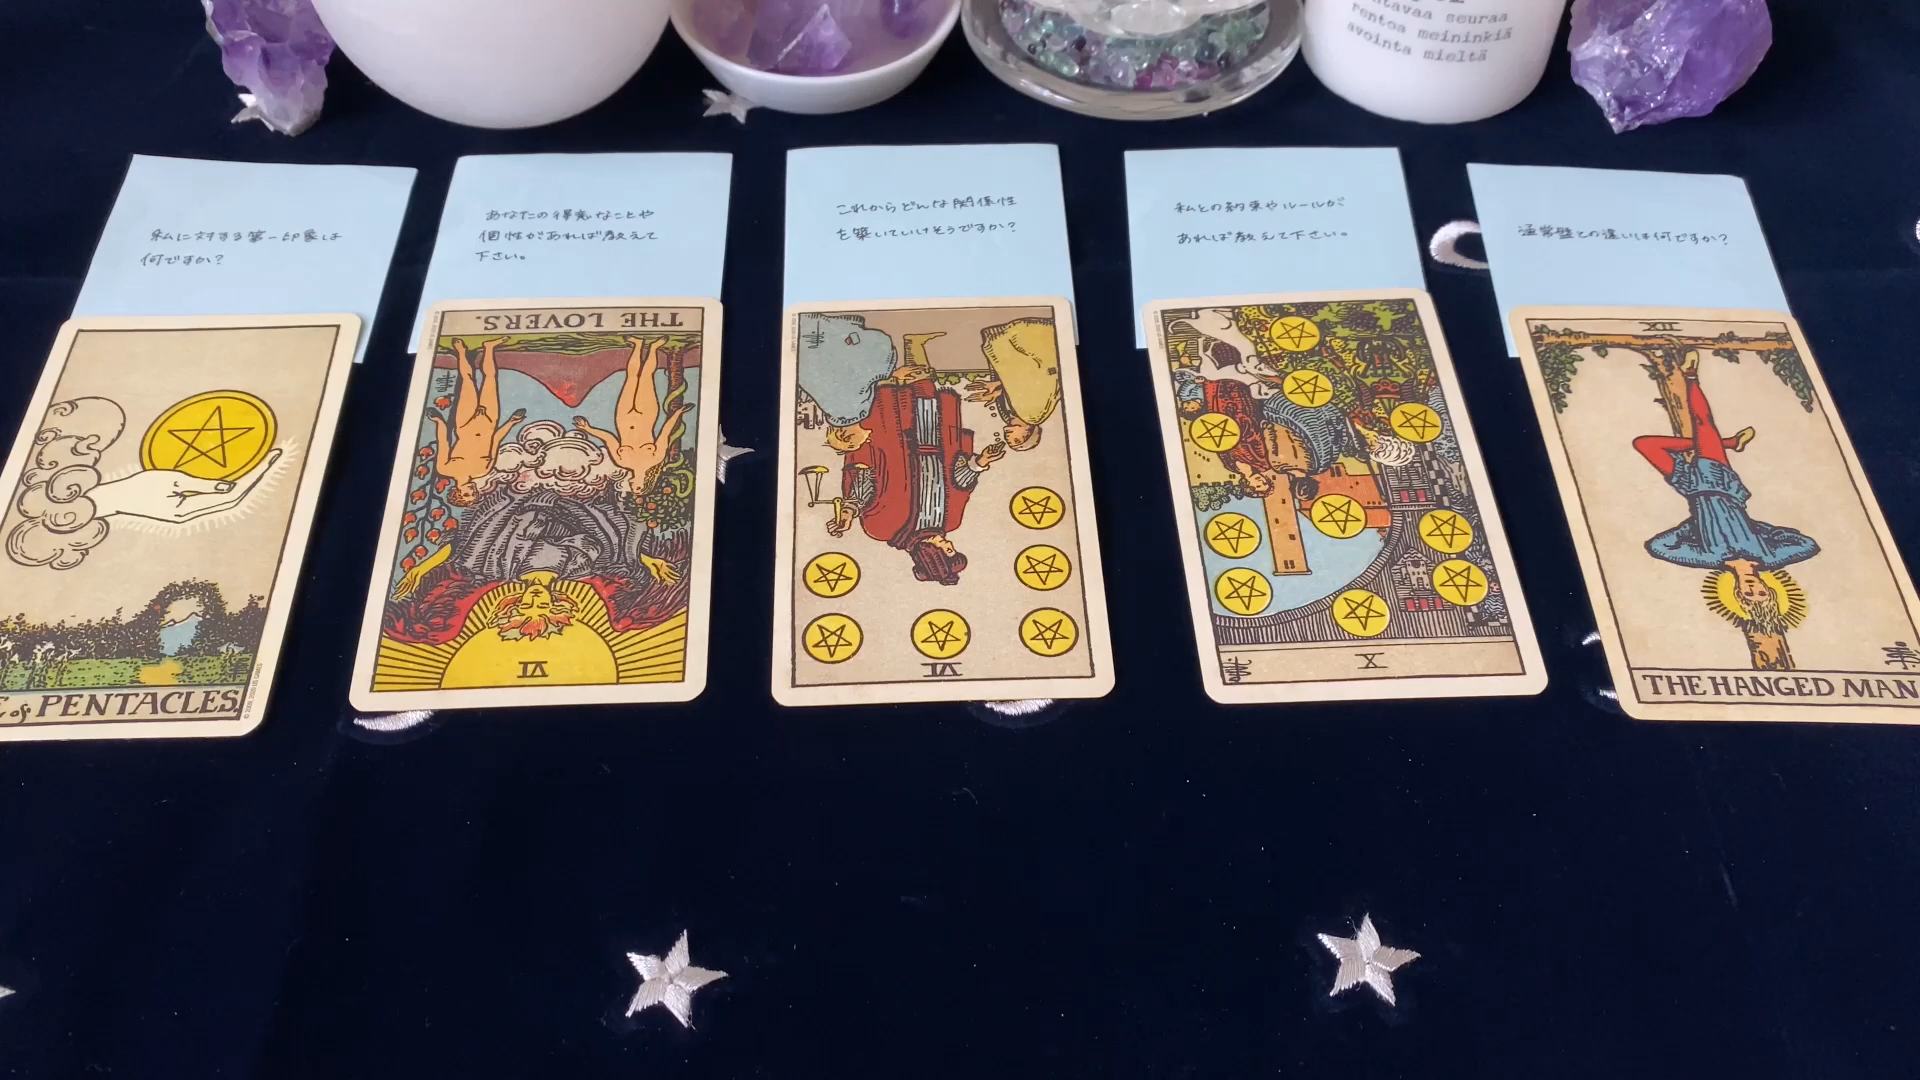 avaa seuraa
rentoa meininkiä
avointa mieltä
私に対する第一印象は
何ですか?
あなたの得意なことや
個性があれば教えて
下さい。
これからどんな関係性
を築いていけそうですか?
私との約束やルールが
あれば教えて下さい。
通常盤との違いは何ですか?
of PENTACLES
THE LOVERS.
VI
VI
X
XII
THE HANGED MAN